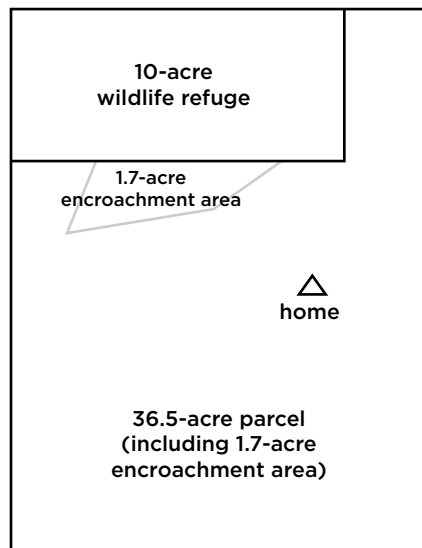 10-acre
wildlife refuge
1.7-acre
encroachment area
home
36.5-acre parcel
(including 1.7-acre
encroachment area)